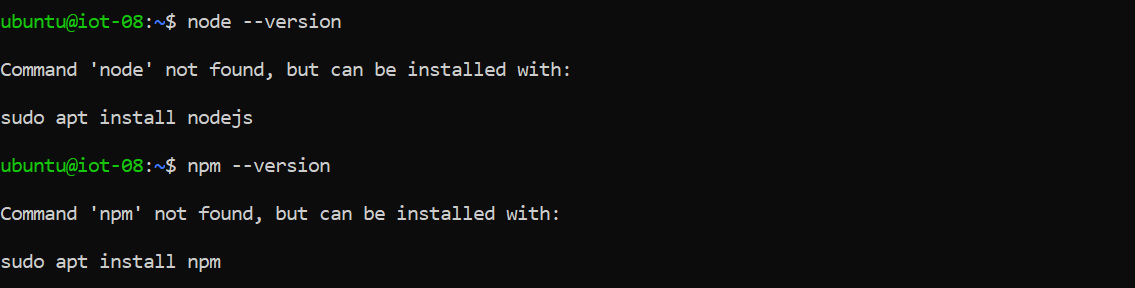 ubuntu@iot-08:~$ node --version
Command 'node' not found, but can be installed with:
sudo apt install nodejs
ubuntu@iot-08:~$ npm --version
Command 'npm' not found, but can be installed with:
sudo apt install npm